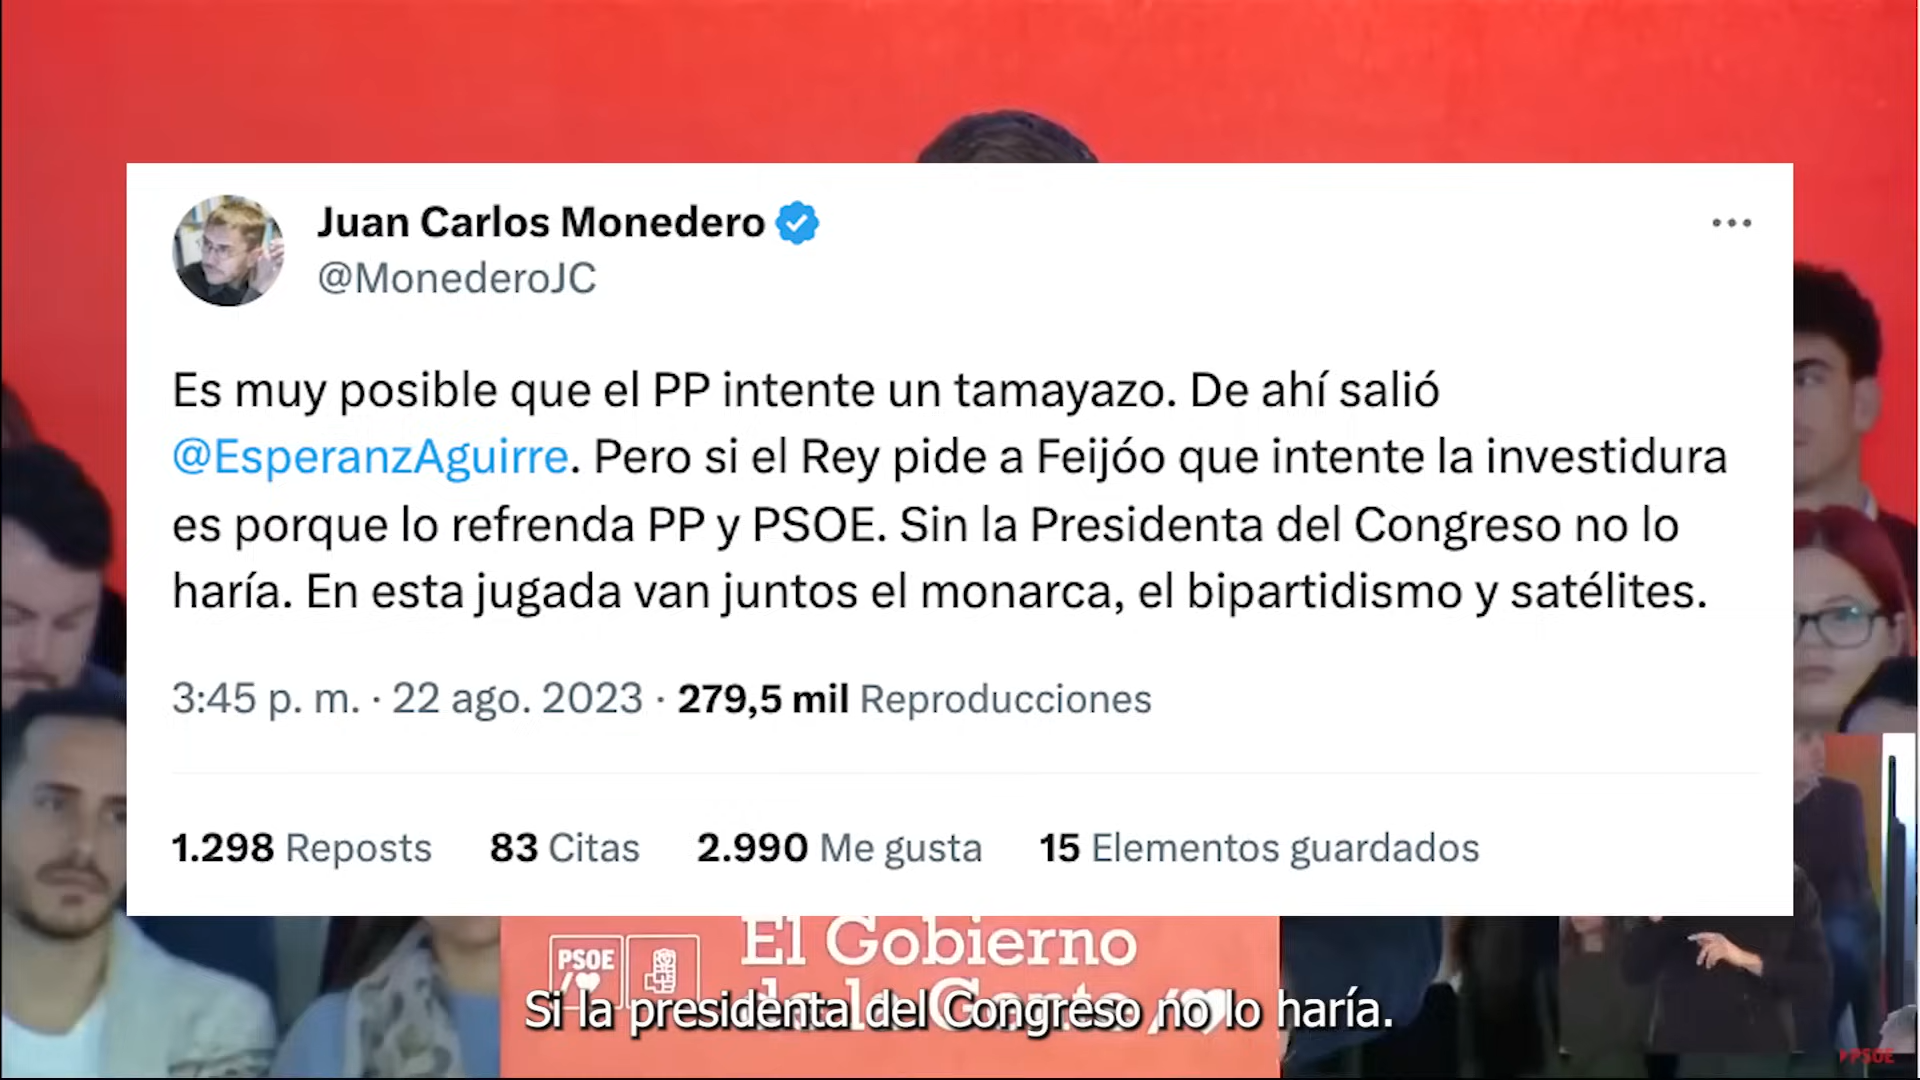 Juan Carlos Monedero
@MonederoJC
Es muy posible que el PP intente un tamayazo. De ahí salió
@EsperanzAguirre. Pero si el Rey pide a Feijóo que intente la investidura
es porque lo refrenda PP y PSOE. Sin la Presidenta del Congreso no lo
haría. En esta jugada van juntos el monarca, el bipartidismo y satélites.
3:45 p. m. · 22 ago. 2023 · 279,5 mil Reproducciones
1.298 Reposts 83 Citas 2.990 Me gusta 15 Elementos guardados
PSOE
El Gobierno
de la Gente
Si la presidenta del Congreso no lo haría.
PSOE